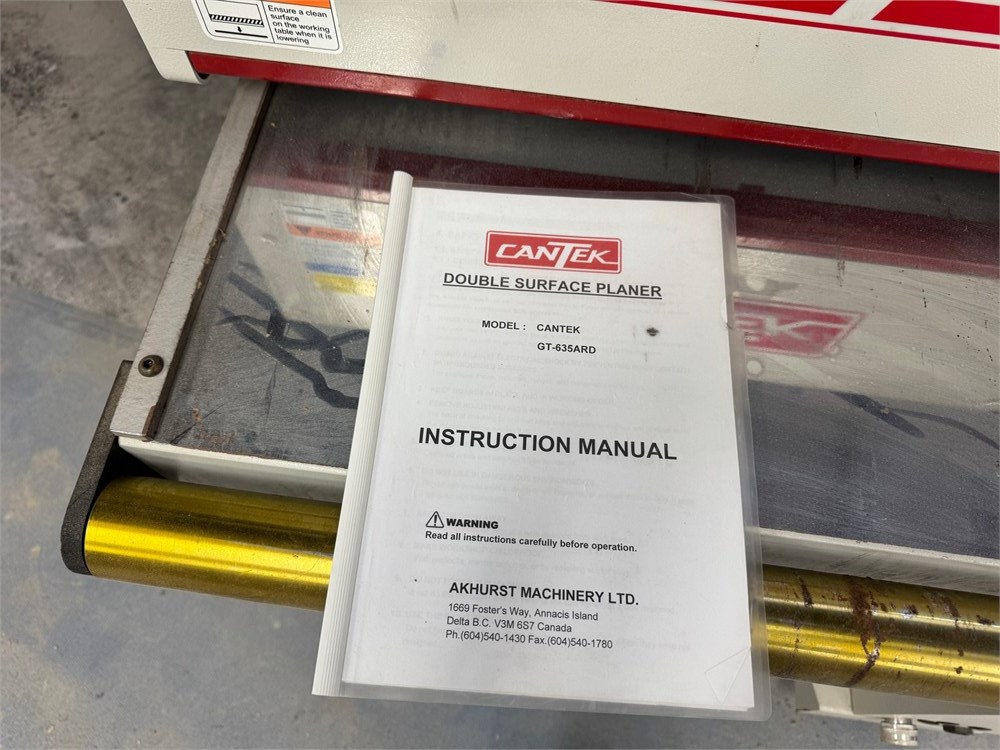 Ensure a clean
surface
on the working
table when it is
lowering
CANTEK
DOUBLE SURFACE PLANER
MODEL : CANTEK
GT-635ARD
INSTRUCTION MANUAL
WARNING
Read all instructions carefully before operation.
AKHURST MACHINERY LTD.
1669 Foster's Way, Annacis Island
Delta B.C. V3M 6S7 Canada
Ph.(604)540-1430 Fax.(604)540-1780